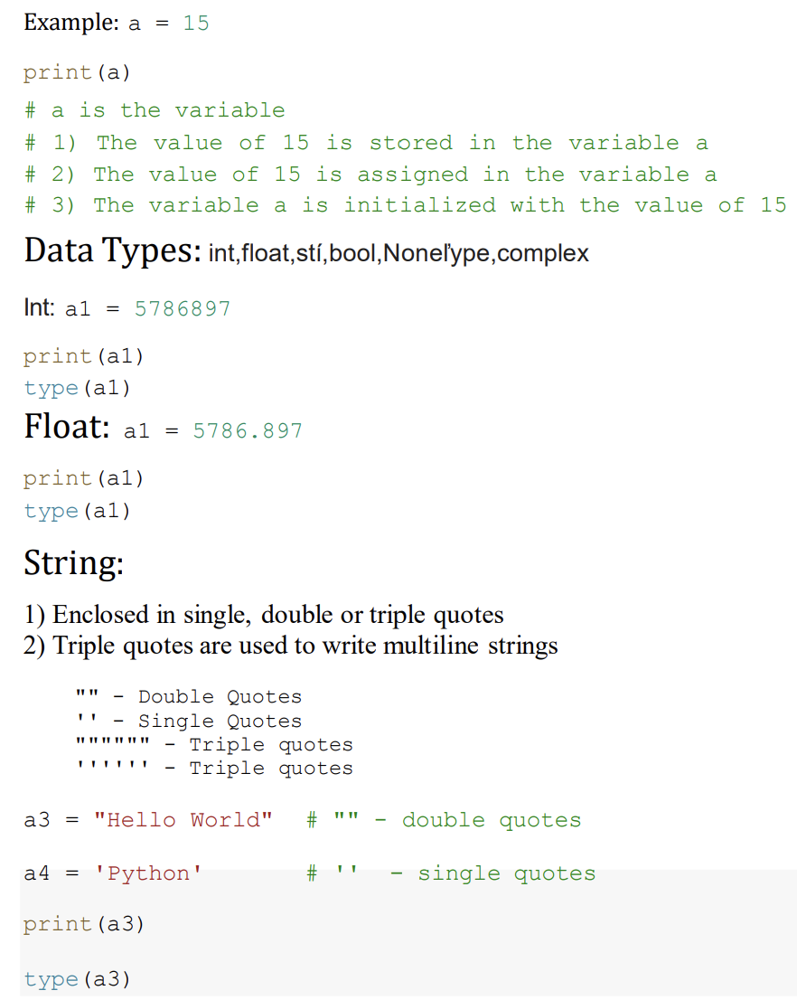 Example: a = 15
print(a)
# a is the variable
# 1) The value of 15 is stored in the variable a
# 2) The value of 15 is assigned in the variable a
# 3) The variable a is initialized with the value of 15
Data Types: int,float,stí,bool,Noneľype,complex
Int: a1 = 5786897
print(a1)
type(a1)
Float: a1 = 5786.897
print(a1)
type(a1)
String:
1) Enclosed in single, double or triple quotes
2) Triple quotes are used to write multiline strings
"" - Double Quotes
'' - Single Quotes
"""""" - Triple quotes
'''''' - Triple quotes
a3 = "Hello World" # "" - double quotes
a4 = 'Python' # '' - single quotes
print(a3)
type(a3)